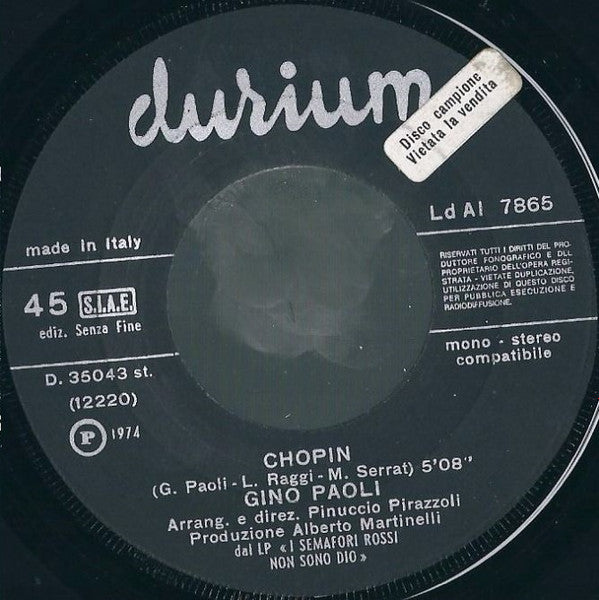 durium
Disco campione
Vietata la vendita
Ld Al 7865
made in Italy
RISERVATI TUTTI I DIRITTI DEL PRO-
DUTTORE FONOGRAFICO E DEL
PROPRIETARIO DELL'OPERA REGI-
STRATA - VIETATE DUPLICAZIONE,
UTILIZZAZIONE DI QUESTO DISCO
PER PUBBLICA ESECUZIONE E
RADIODIFFUSIONE.
45 S.I.A.E.
ediz. Senza Fine
mono - stereo
compatibile
D. 35043 st.
(12220)
P 1974
CHOPIN
(G. Paoli - L. Raggi - M. Serrat) 5'08"
GINO PAOLI
Arrang. e direz. Pinuccio Pirazzoli
Produzione Alberto Martinelli
dal LP « I SEMAFORI ROSSI
NON SONO DIO »